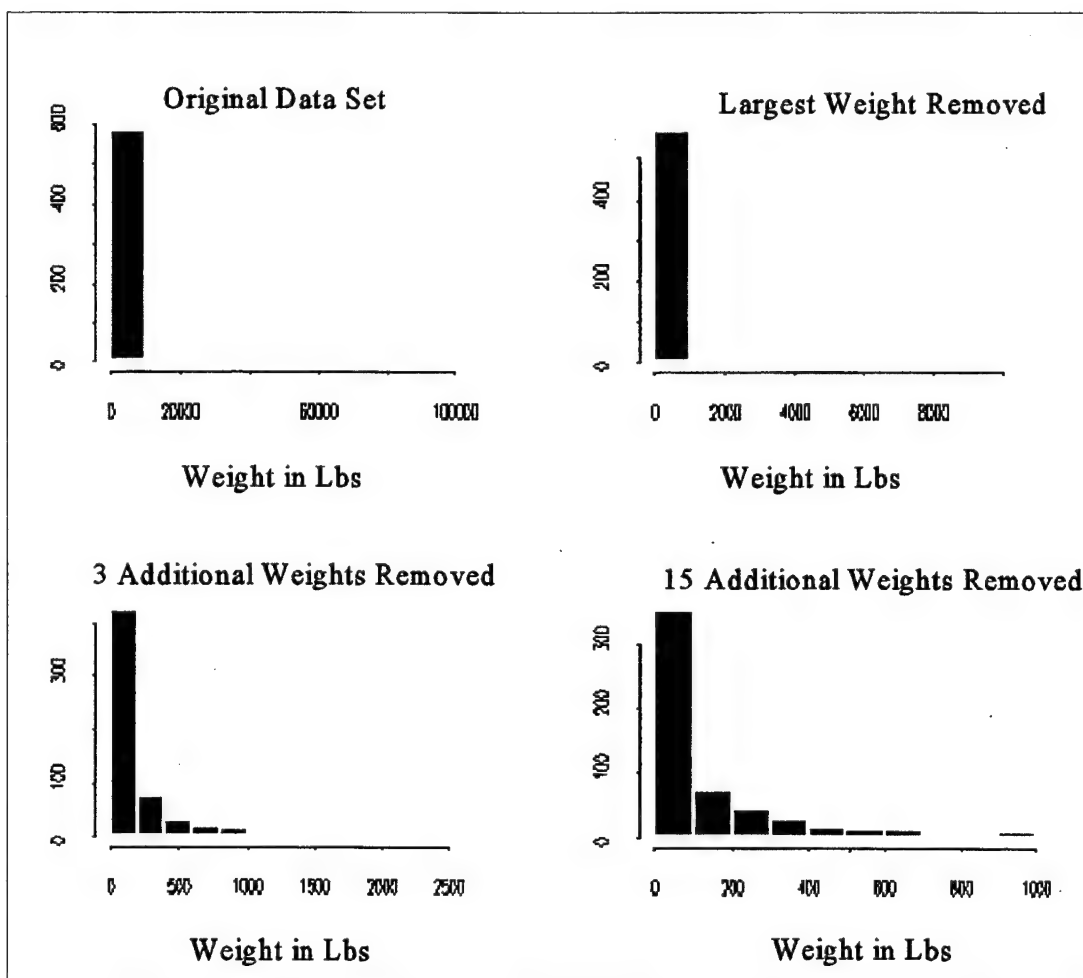 Original Data Set
600
400
200
0
0 20000 60000 100000
Weight in Lbs
Largest Weight Removed
400
200
0
0 2000 4000 6000 8000
Weight in Lbs
3 Additional Weights Removed
300
100
0
0 500 1000 1500 2000 2500
Weight in Lbs
15 Additional Weights Removed
300
200
100
0
0 200 400 600 800 1000
Weight in Lbs